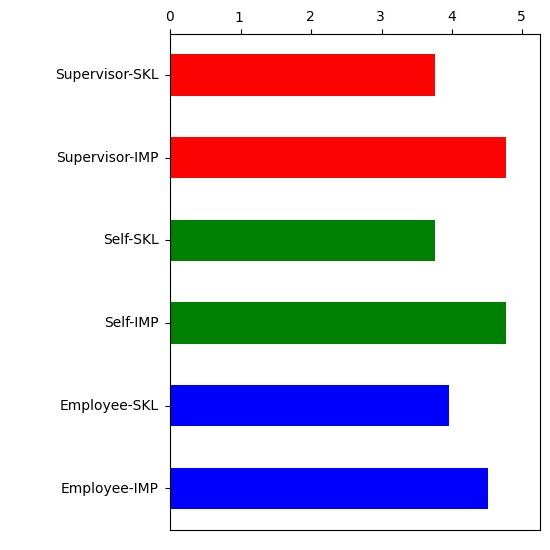 0 1 2 3 4 5
Supervisor-SKL
Supervisor-IMP
Self-SKL
Self-IMP
Employee-SKL
Employee-IMP